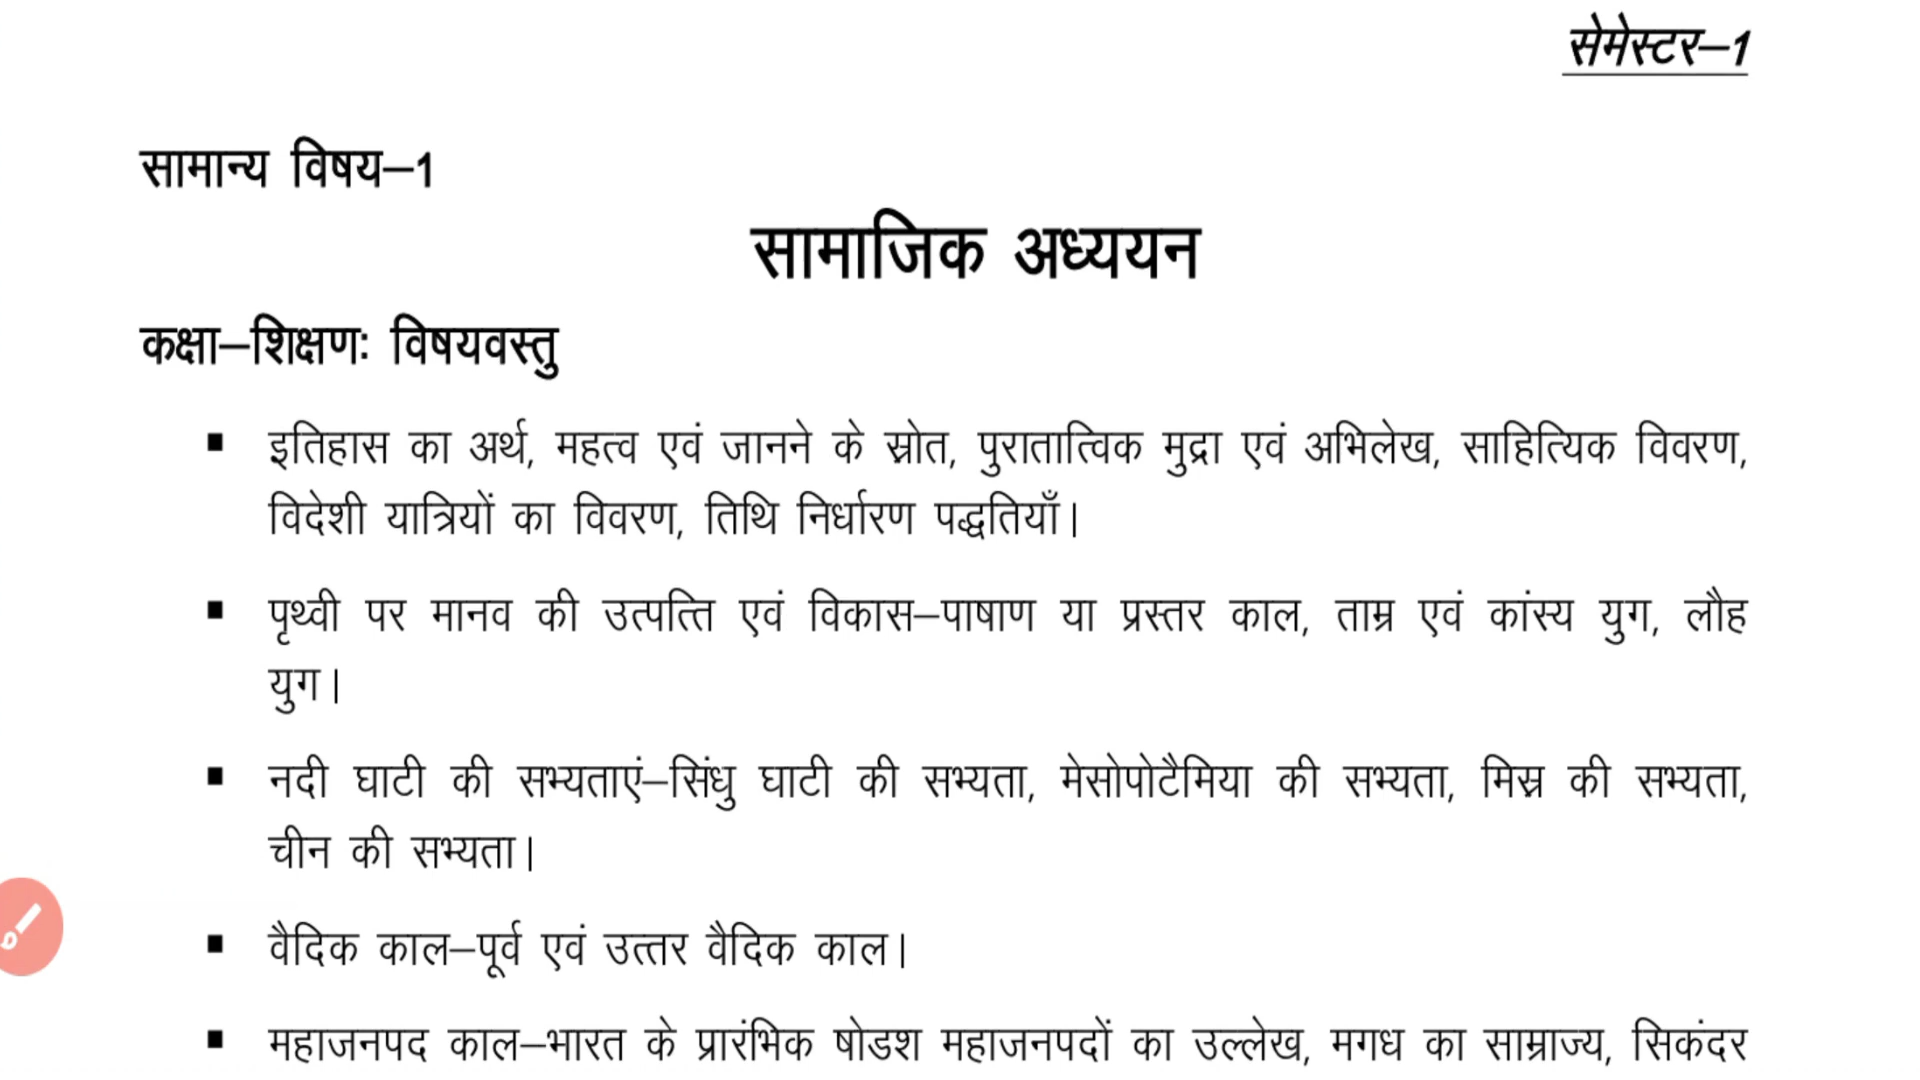 सेमेस्टर–1
सामान्य विषय–1
सामाजिक अध्ययन
कक्षा–शिक्षण: विषयवस्तु
▪ इतिहास का अर्थ, महत्व एवं जानने के स्रोत, पुरातात्विक मुद्रा एवं अभिलेख, साहित्यिक विवरण,
विदेशी यात्रियों का विवरण, तिथि निर्धारण पद्धतियाँ।
▪ पृथ्वी पर मानव की उत्पत्ति एवं विकास–पाषाण या प्रस्तर काल, ताम्र एवं कांस्य युग, लौह
युग।
▪ नदी घाटी की सभ्यताएं–सिंधु घाटी की सभ्यता, मेसोपोटैमिया की सभ्यता, मिस्र की सभ्यता,
चीन की सभ्यता।
▪ वैदिक काल–पूर्व एवं उत्तर वैदिक काल।
▪ महाजनपद काल–भारत के प्रारंभिक षोडश महाजनपदों का उल्लेख, मगध का साम्राज्य, सिकंदर